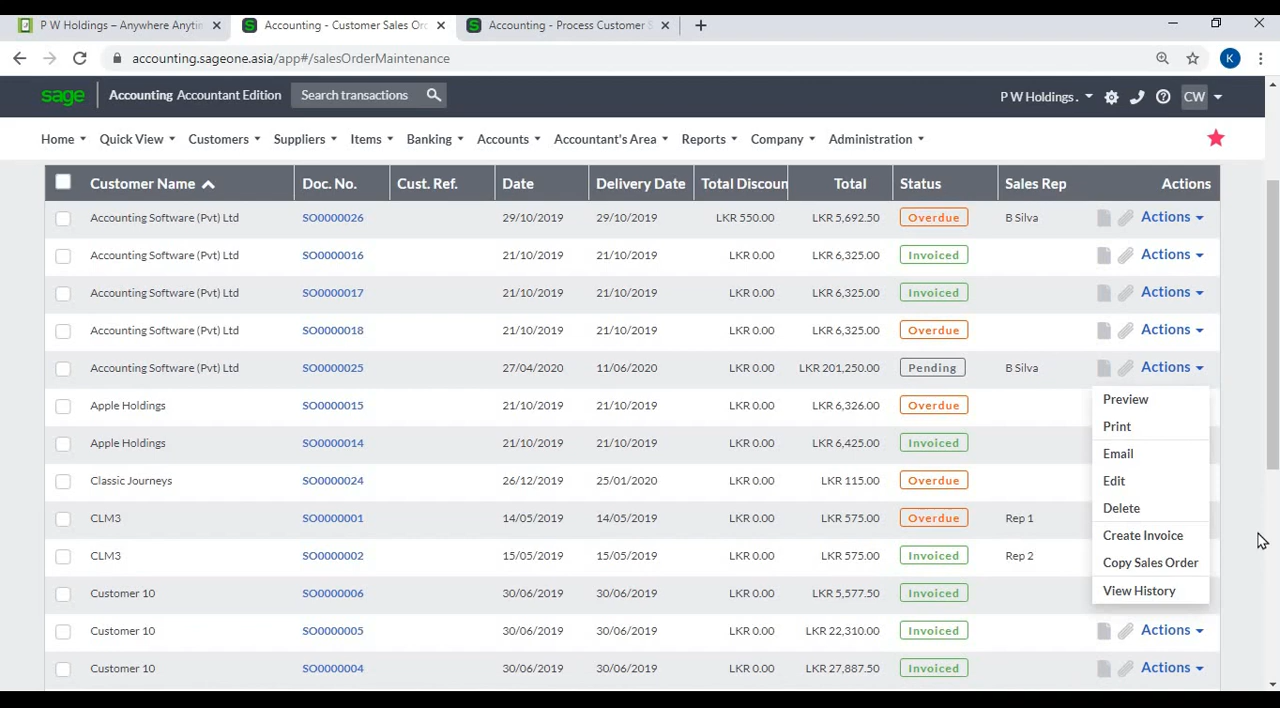 P W Holdings – Anywhere Anyti
Accounting - Customer Sales Or
Accounting - Process Customer S
accounting.sageone.asia/app#/salesOrderMaintenance
K
sage Accounting Accountant Edition Search transactions P W Holdings . CW
Home Quick View Customers Suppliers Items Banking Accounts Accountant's Area Reports Company Administration
Customer Name Doc. No. Cust. Ref. Date Delivery Date Total Discoun Total Status Sales Rep Actions
Accounting Software (Pvt) Ltd SO0000026 29/10/2019 29/10/2019 LKR 550.00 LKR 5,692.50 Overdue B Silva Actions
Accounting Software (Pvt) Ltd SO0000016 21/10/2019 21/10/2019 LKR 0.00 LKR 6,325.00 Invoiced Actions
Accounting Software (Pvt) Ltd SO0000017 21/10/2019 21/10/2019 LKR 0.00 LKR 6,325.00 Invoiced Actions
Accounting Software (Pvt) Ltd SO0000018 21/10/2019 21/10/2019 LKR 0.00 LKR 6,325.00 Overdue Actions
Accounting Software (Pvt) Ltd SO0000025 27/04/2020 11/06/2020 LKR 0.00 LKR 201,250.00 Pending B Silva Actions
Apple Holdings SO0000015 21/10/2019 21/10/2019 LKR 0.00 LKR 6,326.00 Overdue
Apple Holdings SO0000014 21/10/2019 21/10/2019 LKR 0.00 LKR 6,425.00 Invoiced
Classic Journeys SO0000024 26/12/2019 25/01/2020 LKR 0.00 LKR 115.00 Overdue
CLM3 SO0000001 14/05/2019 14/05/2019 LKR 0.00 LKR 575.00 Overdue Rep 1
CLM3 SO0000002 15/05/2019 15/05/2019 LKR 0.00 LKR 575.00 Invoiced Rep 2
Customer 10 SO0000006 30/06/2019 30/06/2019 LKR 0.00 LKR 5,577.50 Invoiced
Customer 10 SO0000005 30/06/2019 30/06/2019 LKR 0.00 LKR 22,310.00 Invoiced Actions
Customer 10 SO0000004 30/06/2019 30/06/2019 LKR 0.00 LKR 27,887.50 Invoiced Actions
Preview
Print
Email
Edit
Delete
Create Invoice
Copy Sales Order
View History